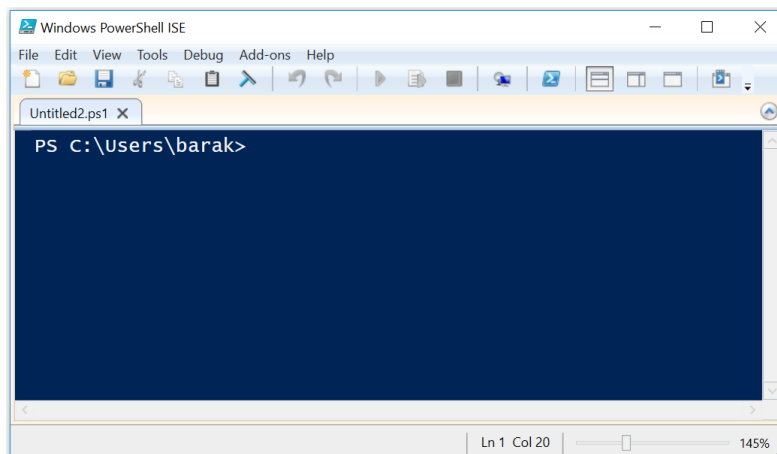 Windows PowerShell ISE
File Edit View Tools Debug Add-ons Help
Untitled2.ps1
PS C:\Users\barak>
Ln 1 Col 20 145%